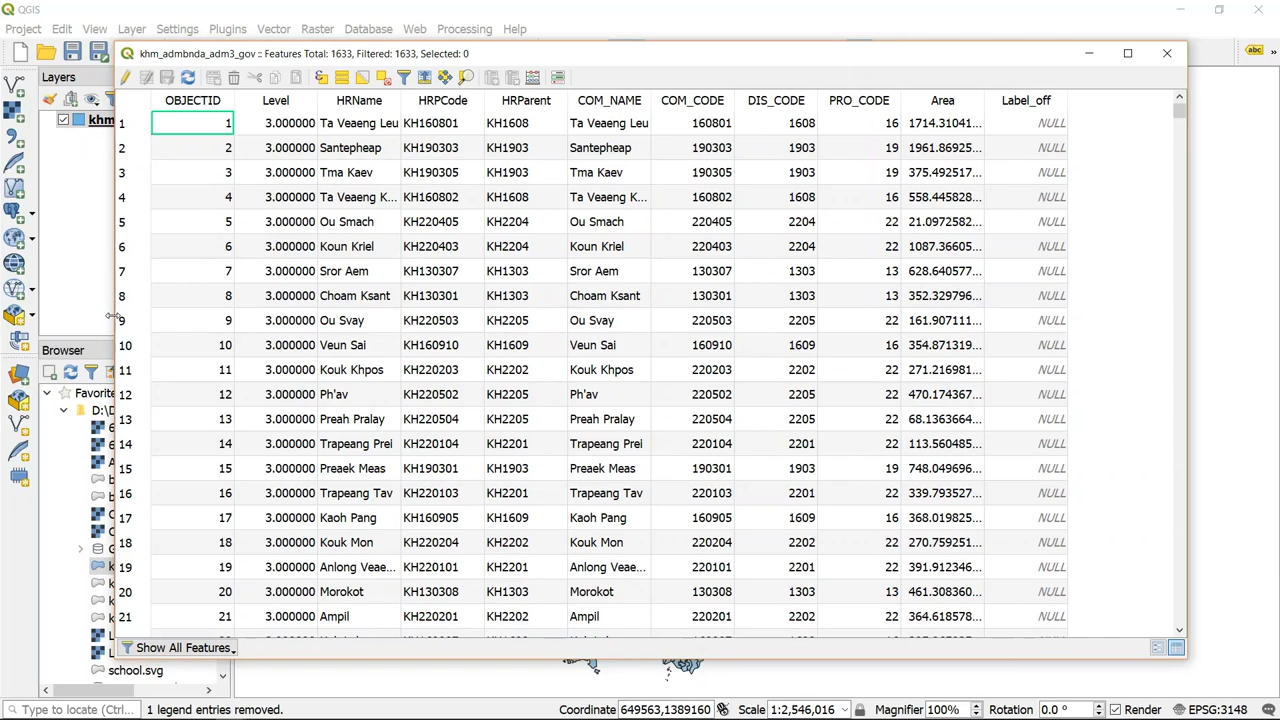 QGIS
Project Edit View Layer Settings Plugins Vector Raster Database Web Processing Help
khm_admbnda_adm3_gov :: Features Total: 1633, Filtered: 1633, Selected: 0
abc
»
Layers
khm
OBJECTID Level HRName HRPCode HRParent COM_NAME COM_CODE DIS_CODE PRO_CODE Area Label_off
1 1 3.000000 Ta Veaeng Leu KH160801 KH1608 Ta Veaeng Leu 160801 1608 16 1714.31041... NULL
2 2 3.000000 Santepheap KH190303 KH1903 Santepheap 190303 1903 19 1961.86925... NULL
3 3 3.000000 Tma Kaev KH190305 KH1903 Tma Kaev 190305 1903 19 375.492517... NULL
4 4 3.000000 Ta Veaeng K... KH160802 KH1608 Ta Veaeng K... 160802 1608 16 558.445828... NULL
5 5 3.000000 Ou Smach KH220405 KH2204 Ou Smach 220405 2204 22 21.0972582... NULL
6 6 3.000000 Koun Kriel KH220403 KH2204 Koun Kriel 220403 2204 22 1087.36605... NULL
7 7 3.000000 Sror Aem KH130307 KH1303 Sror Aem 130307 1303 13 628.640577... NULL
8 8 3.000000 Choam Ksant KH130301 KH1303 Choam Ksant 130301 1303 13 352.329796... NULL
9 9 3.000000 Ou Svay KH220503 KH2205 Ou Svay 220503 2205 22 161.907111... NULL
10 10 3.000000 Veun Sai KH160910 KH1609 Veun Sai 160910 1609 16 354.871319... NULL
11 11 3.000000 Kouk Khpos KH220203 KH2202 Kouk Khpos 220203 2202 22 271.216981... NULL
12 12 3.000000 Ph'av KH220502 KH2205 Ph'av 220502 2205 22 470.174367... NULL
13 13 3.000000 Preah Pralay KH220504 KH2205 Preah Pralay 220504 2205 22 68.1363664... NULL
14 14 3.000000 Trapeang Prei KH220104 KH2201 Trapeang Prei 220104 2201 22 113.560485... NULL
15 15 3.000000 Preaek Meas KH190301 KH1903 Preaek Meas 190301 1903 19 748.049696... NULL
16 16 3.000000 Trapeang Tav KH220103 KH2201 Trapeang Tav 220103 2201 22 339.793527... NULL
17 17 3.000000 Kaoh Pang KH160905 KH1609 Kaoh Pang 160905 1609 16 368.019825... NULL
18 18 3.000000 Kouk Mon KH220204 KH2202 Kouk Mon 220204 2202 22 270.759251... NULL
19 19 3.000000 Anlong Veae... KH220101 KH2201 Anlong Veae... 220101 2201 22 391.912346... NULL
20 20 3.000000 Morokot KH130308 KH1303 Morokot 130308 1303 13 461.308360... NULL
21 21 3.000000 Ampil KH220201 KH2202 Ampil 220201 2202 22 364.618578... NULL
Browser
Favorite
D:\D
school.svg
Show All Features
Type to locate (Ctrl... 1 legend entries removed. Coordinate 649563,1389160 Scale 1:2,546,016 Magnifier 100% Rotation 0.0 ° Render EPSG:3148